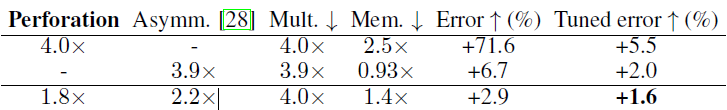 Perforation Asymm. [28] Mult. ↓ Mem. ↓ Error ↑ (%) Tuned error ↑ (%)
4.0× - 4.0× 2.5× +71.6 +5.5
- 3.9× 3.9× 0.93× +6.7 +2.0
1.8× 2.2× 4.0× 1.4× +2.9 +1.6